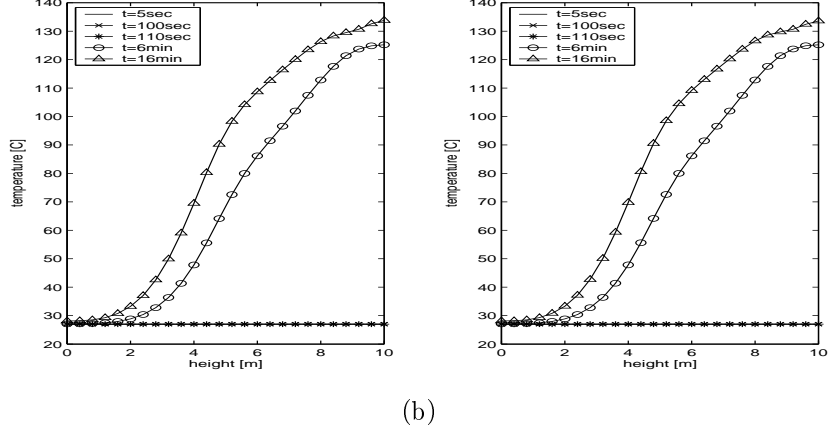 140
130
120
110
100
90
80
70
60
50
40
30
20
temperature [C]
t=5sec
t=100sec
t=110sec
t=6min
t=16min
0 2 4 6 8 10
height [m]
140
130
120
110
100
90
80
70
60
50
40
30
20
temperature [C]
t=5sec
t=100sec
t=110sec
t=6min
t=16min
0 2 4 6 8 10
height [m]
(b)